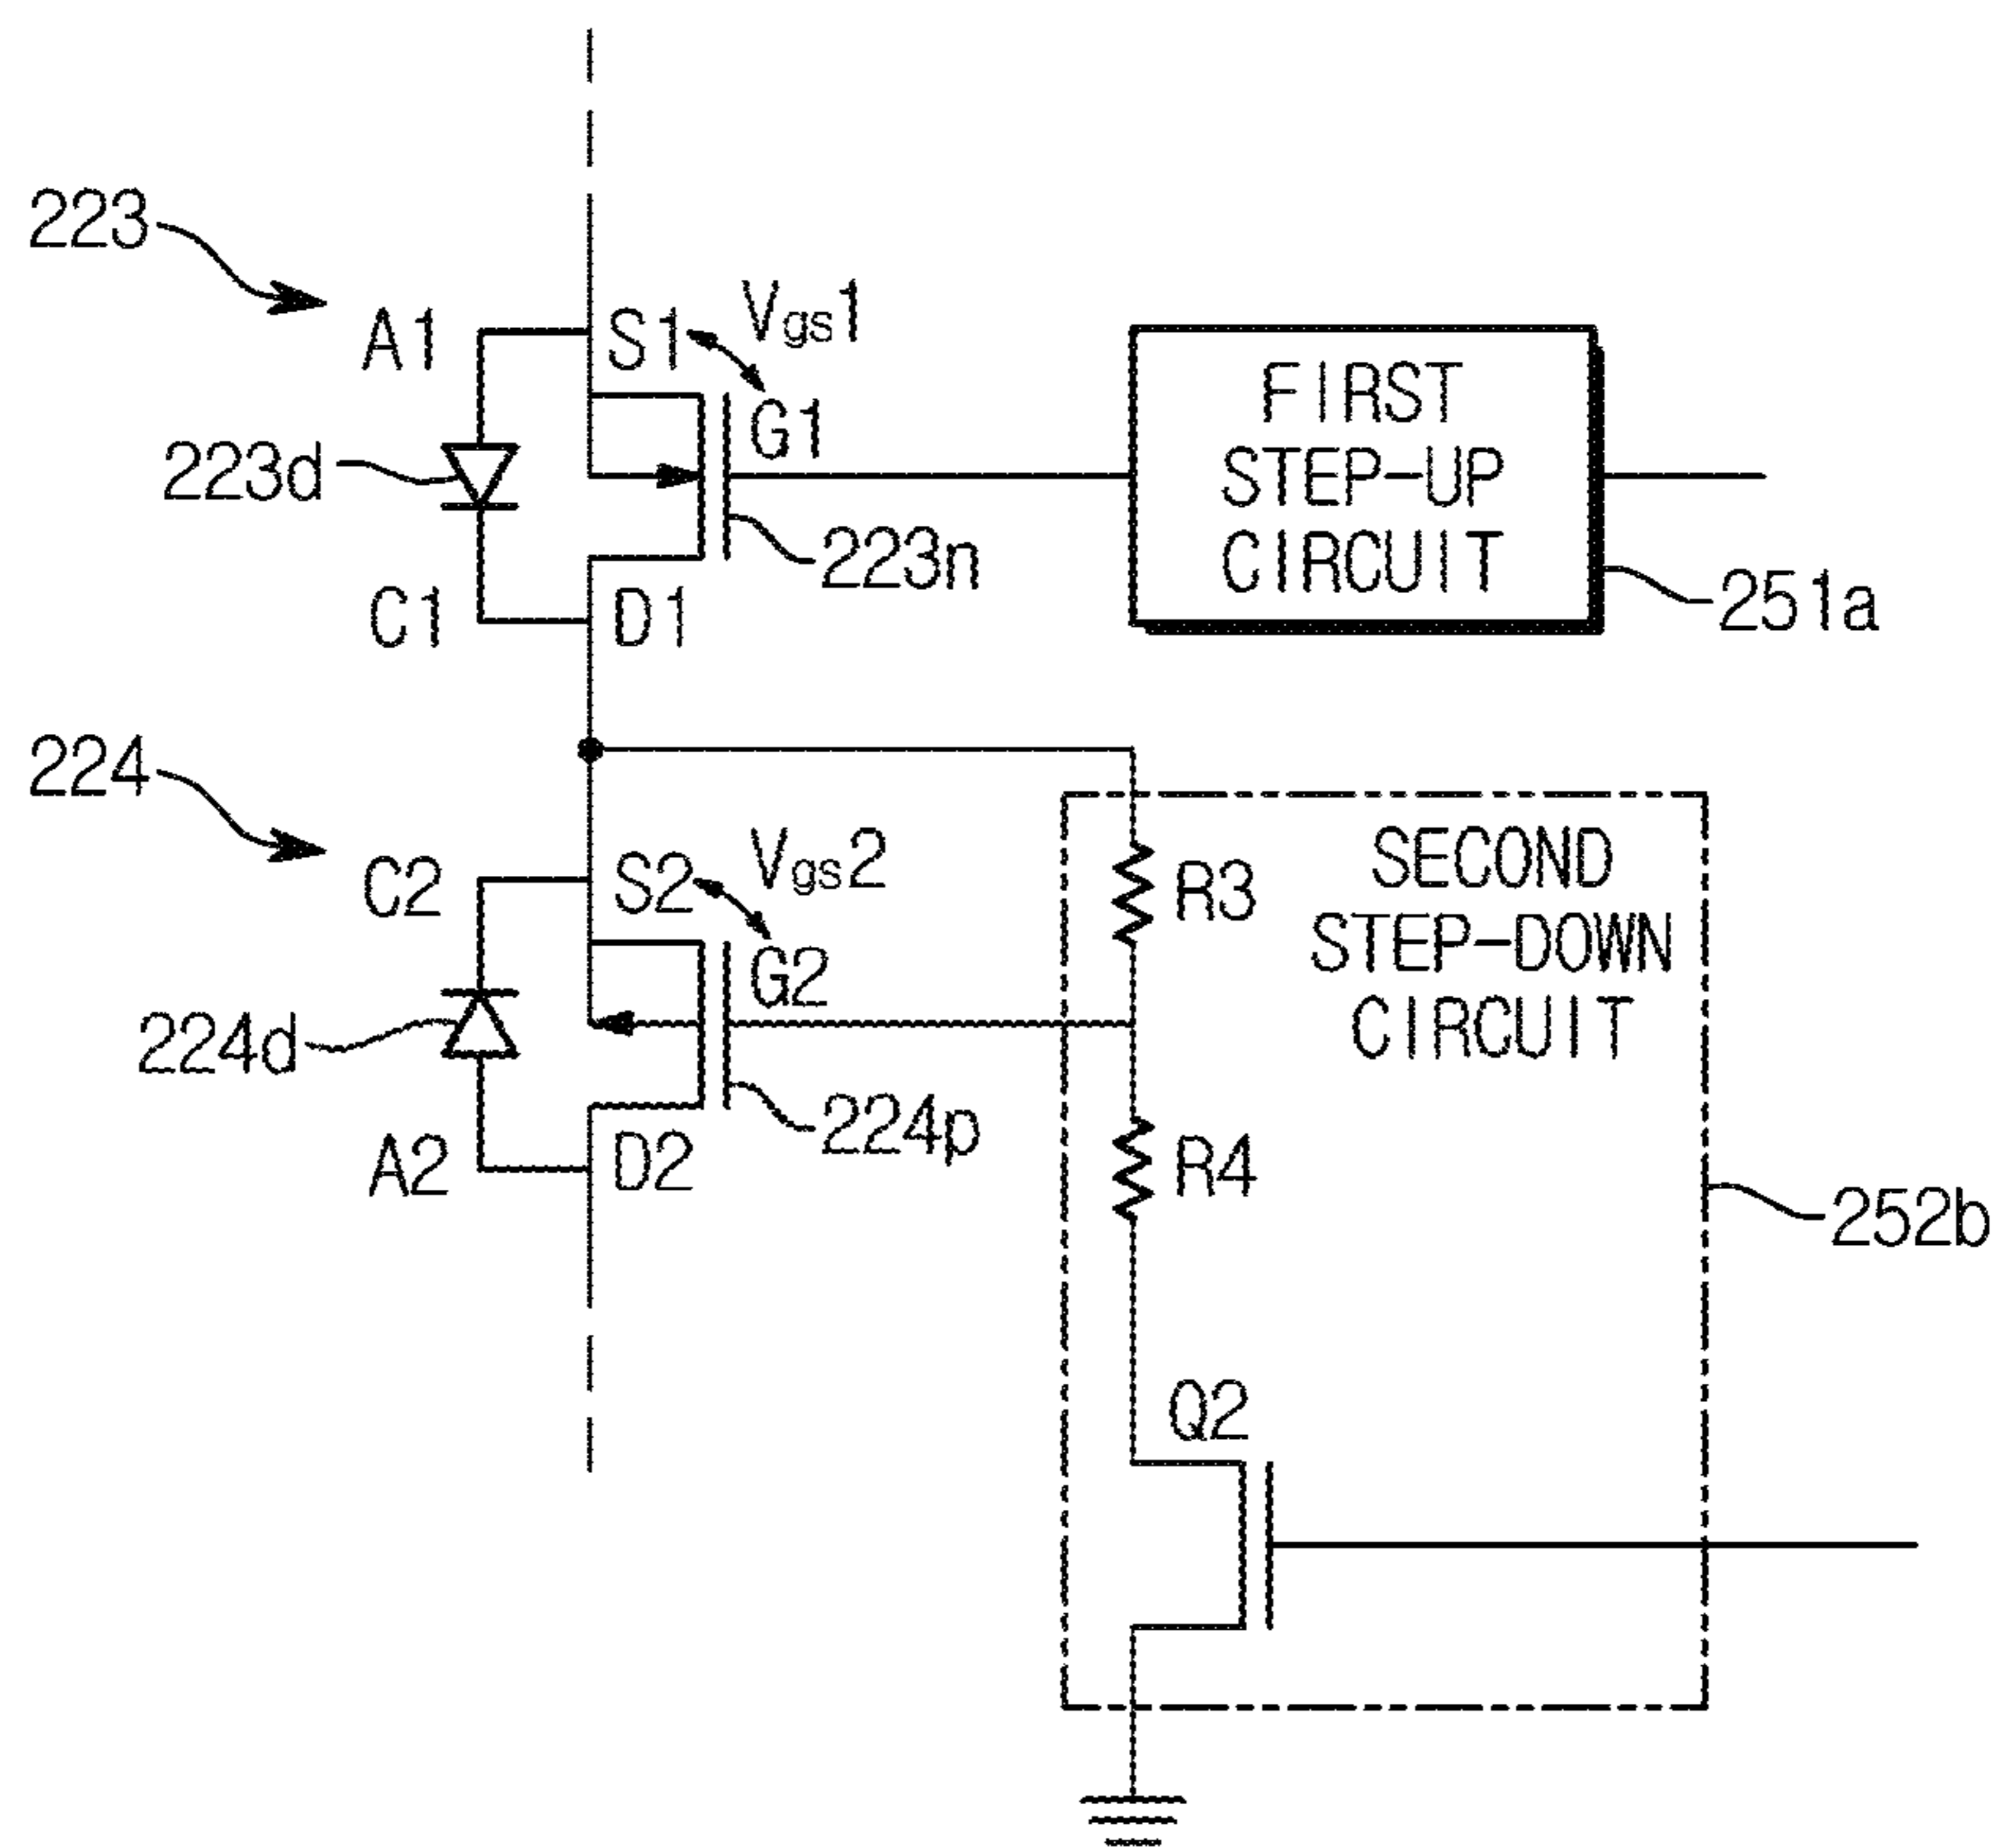 223
A1
S1
Vgs1
G1
FIRST
STEP-UP
CIRCUIT
223d
223n
251a
C1
D1
224
C2
S2
Vgs2
G2
R3
SECOND
STEP-DOWN
CIRCUIT
224d
224p
A2
D2
R4
252b
Q2